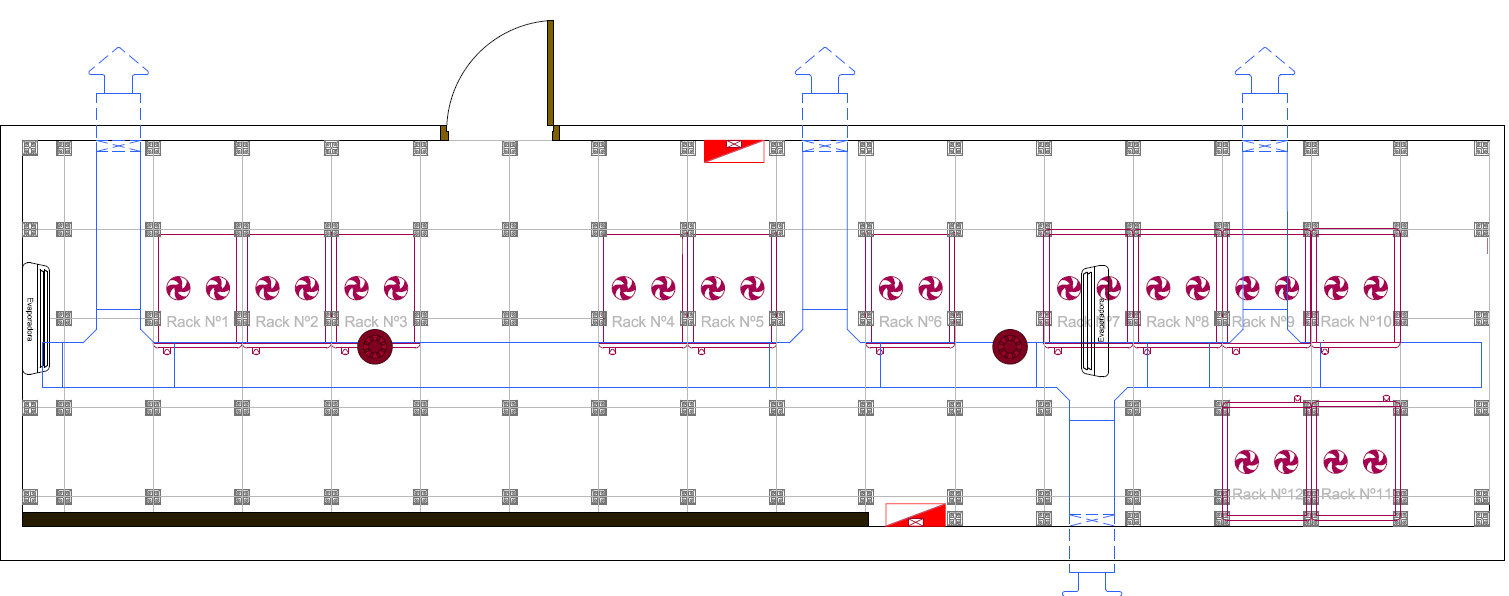 Evaporadora
Rack Nº1
Rack Nº2
Rack Nº3
Rack Nº4
Rack Nº5
Rack Nº6
Rack Nº7
Evaporadora
Rack Nº8
Rack Nº9
Rack Nº10
Rack Nº12
Rack Nº11